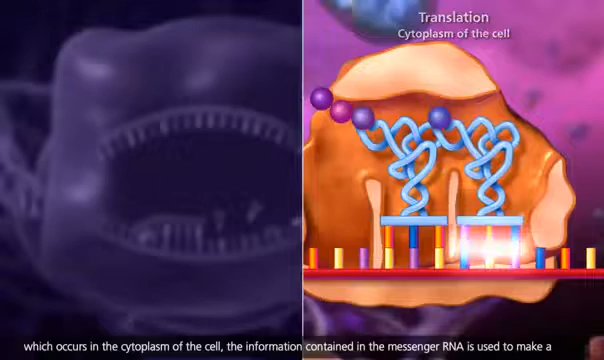 Translation
Cytoplasm of the cell
which occurs in the cytoplasm of the cell, the information contained in the messenger RNA is used to make a